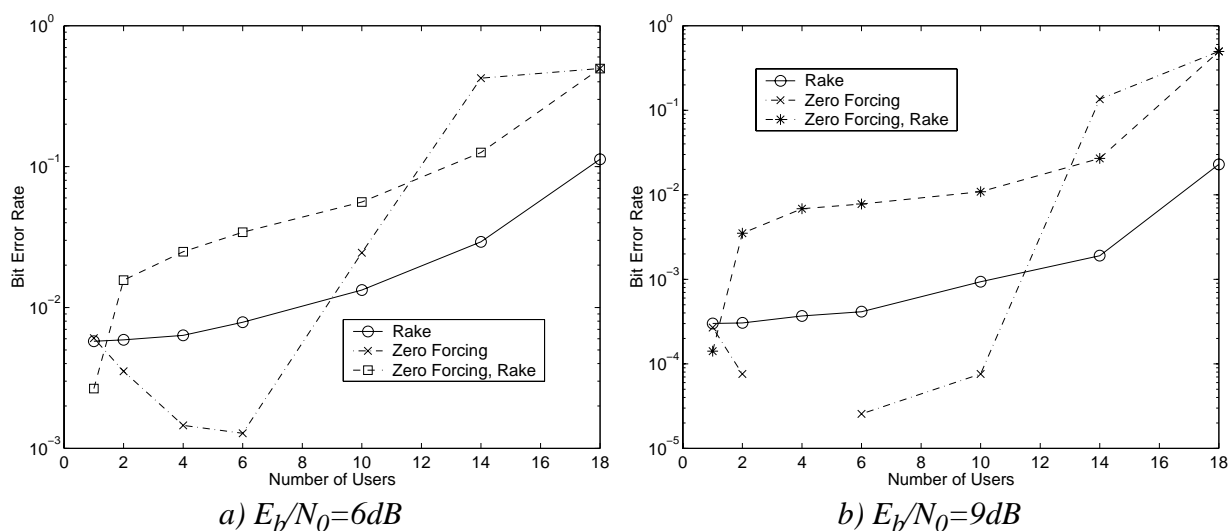 10^0
10^-1
10^-2
10^-3
Bit Error Rate
0 2 4 6 8 10 12 14 16 18
Number of Users
Rake
Zero Forcing
Zero Forcing, Rake
a) E_b/N_0=6dB
10^0
10^-1
10^-2
10^-3
10^-4
10^-5
Bit Error Rate
0 2 4 6 8 10 12 14 16 18
Number of Users
Rake
Zero Forcing
Zero Forcing, Rake
b) E_b/N_0=9dB